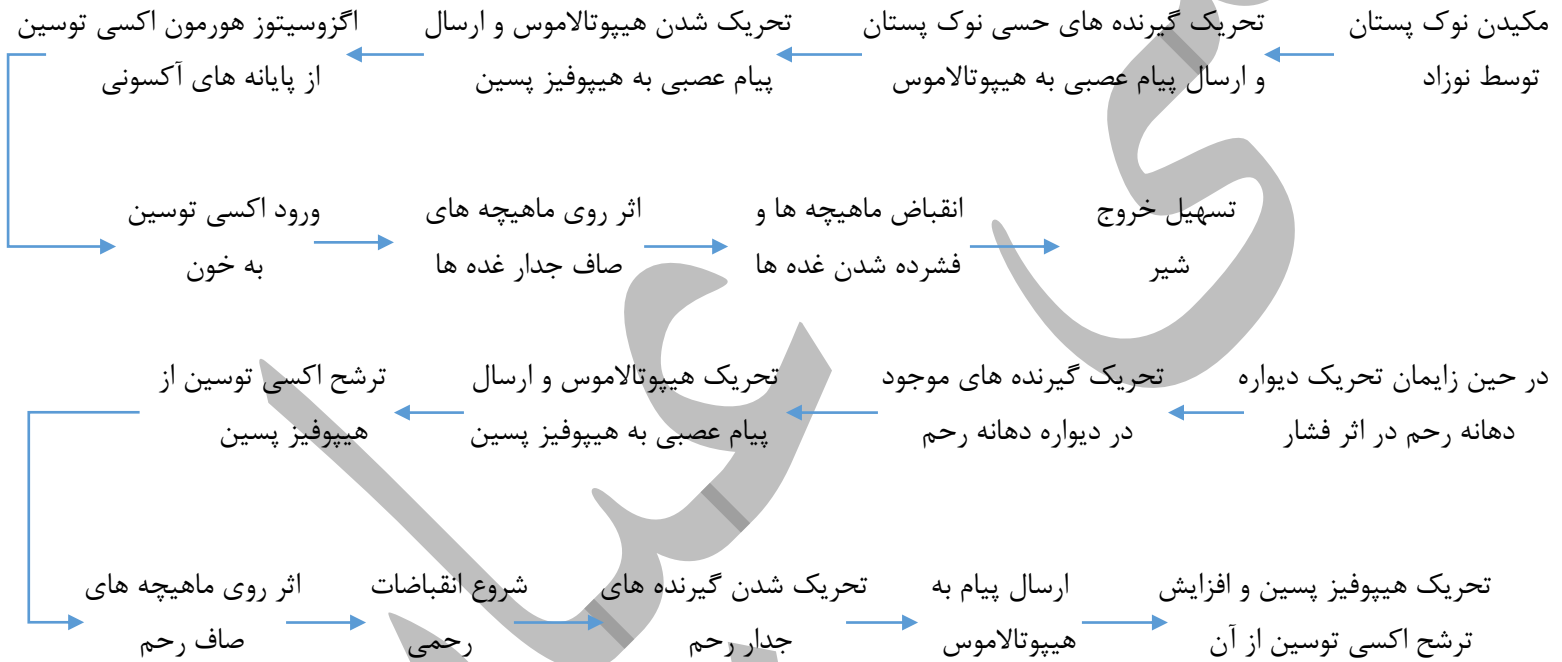 مکیدن نوک پستان
توسط نوزاد
تحریک گیرنده های حسی نوک پستان
و ارسال پیام عصبی به هیپوتالاموس
تحریک شدن هیپوتالاموس و ارسال
پیام عصبی به هیپوفیز پسین
اگزوسیتوز هورمون اکسی توسین
از پایانه های آکسونی
ورود اکسی توسین
به خون
اثر روی ماهیچه های
صاف جدار غده ها
انقباض ماهیچه ها و
فشرده شدن غده ها
تسهیل خروج
شیر
در حین زایمان تحریک دیواره
دهانه رحم در اثر فشار
تحریک گیرنده های موجود
در دیواره دهانه رحم
تحریک هیپوتالاموس و ارسال
پیام عصبی به هیپوفیز پسین
ترشح اکسی توسین از
هیپوفیز پسین
اثر روی ماهیچه های
صاف رحم
شروع انقباضات
رحمی
تحریک شدن گیرنده های
جدار رحم
ارسال پیام به
هیپوتالاموس
تحریک هیپوفیز پسین و افزایش
ترشح اکسی توسین از آن